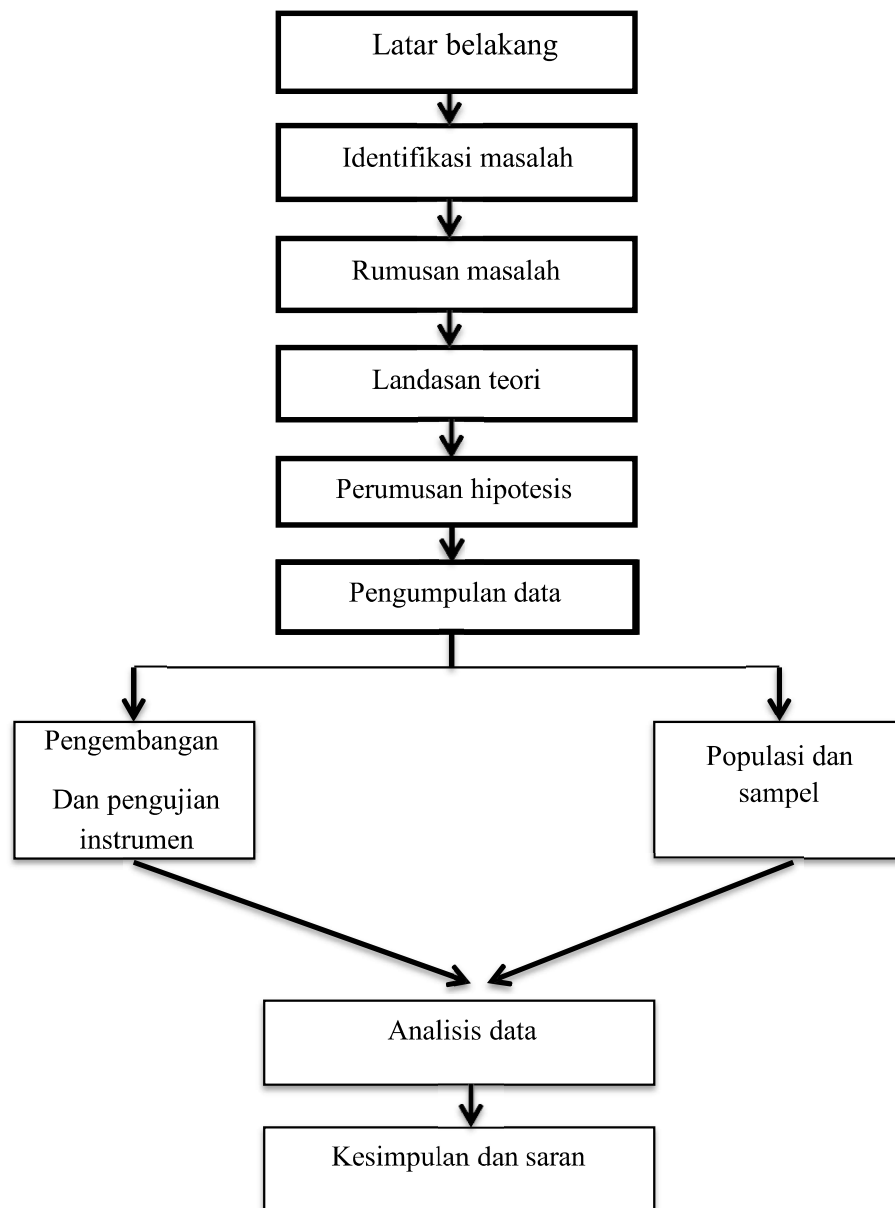 Latar belakang
Identifikasi masalah
Rumusan masalah
Landasan teori
Perumusan hipotesis
Pengumpulan data
Pengembangan
Dan pengujian
instrumen
Populasi dan
sampel
Analisis data
Kesimpulan dan saran